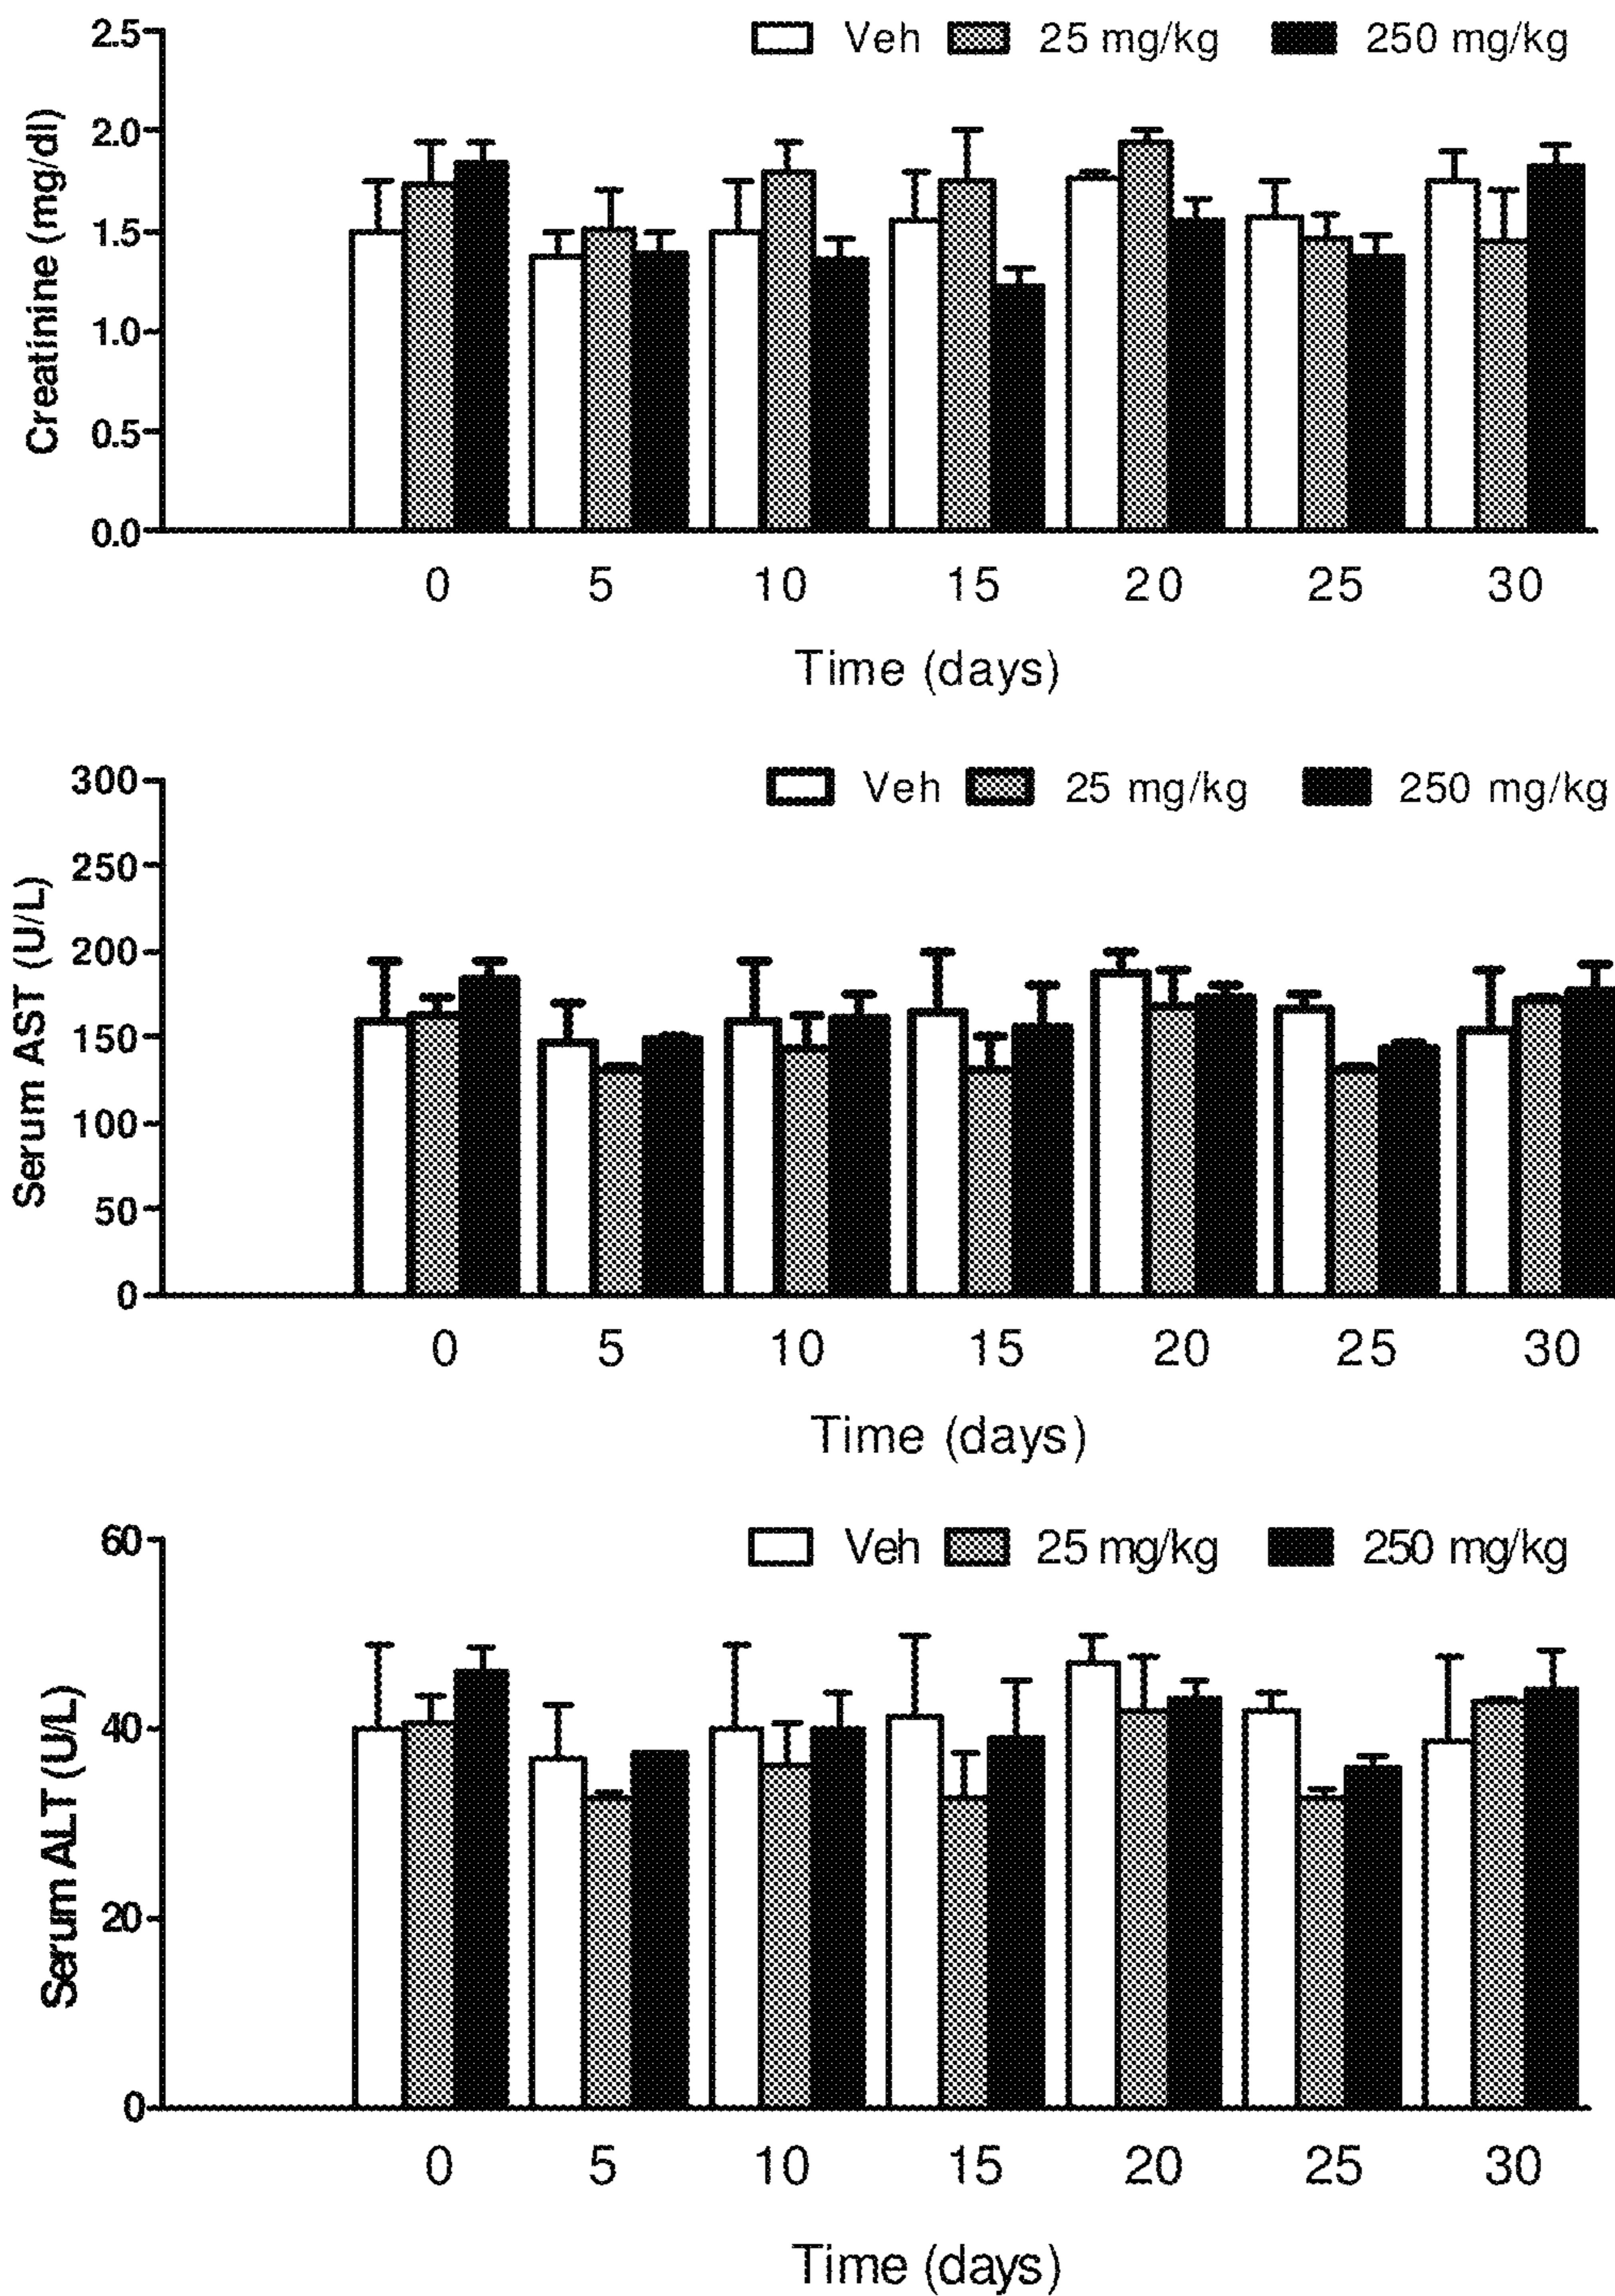 Veh 25 mg/kg 250 mg/kg
Creatinine (mg/dl)
2.5
2.0
1.5
1.0
0.5
0.0
0 5 10 15 20 25 30
Time (days)
Veh 25 mg/kg 250 mg/kg
Serum AST (U/L)
300
250
200
150
100
50
0
0 5 10 15 20 25 30
Time (days)
Veh 25 mg/kg 250 mg/kg
Serum ALT (U/L)
60
40
20
0
0 5 10 15 20 25 30
Time (days)